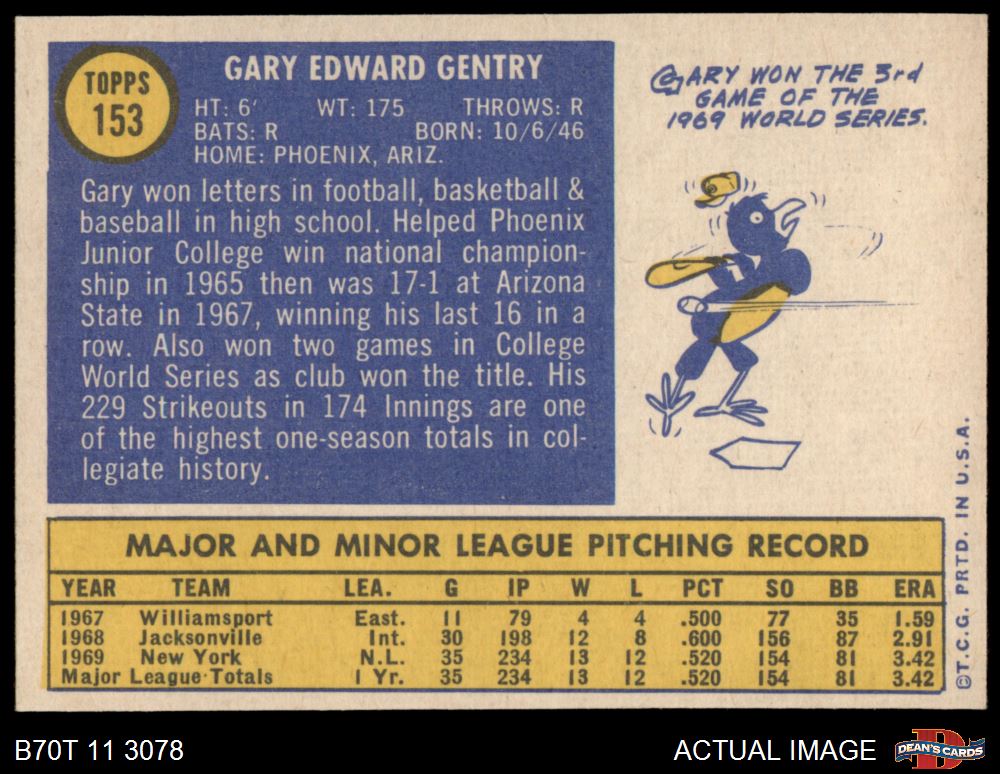 TOPPS
153
GARY EDWARD GENTRY
HT: 6' WT: 175 THROWS: R
BATS: R BORN: 10/6/46
HOME: PHOENIX, ARIZ.
Gary won letters in football, basketball &
baseball in high school. Helped Phoenix
Junior College win national champion-
ship in 1965 then was 17-1 at Arizona
State in 1967, winning his last 16 in a
row. Also won two games in College
World Series as club won the title. His
229 Strikeouts in 174 Innings are one
of the highest one-season totals in col-
legiate history.
GARY WON THE 3rd
GAME OF THE
1969 WORLD SERIES.
MAJOR AND MINOR LEAGUE PITCHING RECORD
YEAR TEAM LEA. G IP W L PCT SO BB ERA
1967 Williamsport East. 11 79 4 4 .500 77 35 1.59
1968 Jacksonville Int. 30 198 12 8 .600 156 87 2.91
1969 New York N.L. 35 234 13 12 .520 154 81 3.42
Major League Totals 1 Yr. 35 234 13 12 .520 154 81 3.42
©T.C.G. PRTD. IN U.S.A.
B70T 11 3078
ACTUAL IMAGE
D
DEAN'S CARDS